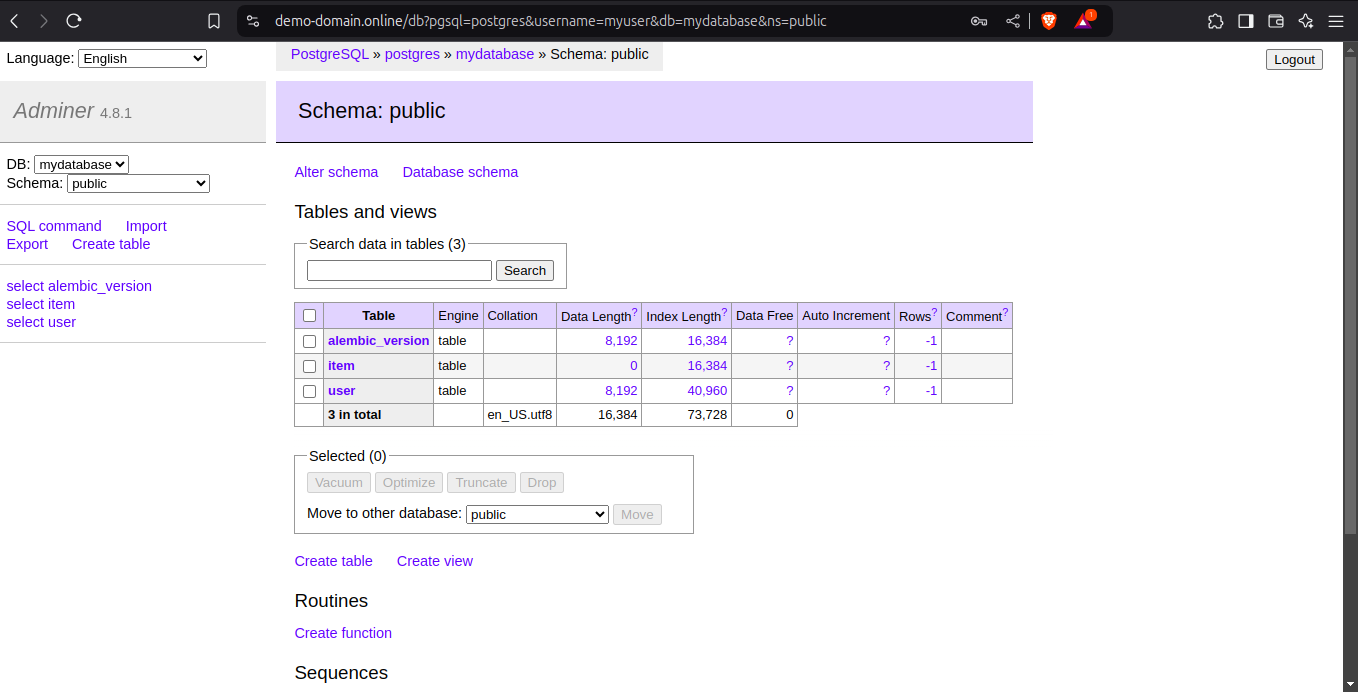 demo-domain.online/db?pgsql=postgres&username=myuser&db=mydatabase&ns=public
1
Language: English
PostgreSQL » postgres » mydatabase » Schema: public
Logout
Adminer 4.8.1
Schema: public
DB: mydatabase
Schema: public
SQL command Import
Export Create table
select alembic_version
select item
select user
Alter schema Database schema
Tables and views
Search data in tables (3)
Search
Table Engine Collation Data Length? Index Length? Data Free Auto Increment Rows? Comment?
alembic_version table 8,192 16,384 ? ? -1
item table 0 16,384 ? ? -1
user table 8,192 40,960 ? ? -1
3 in total en_US.utf8 16,384 73,728 0
Selected (0)
Vacuum Optimize Truncate Drop
Move to other database: public Move
Create table Create view
Routines
Create function
Sequences